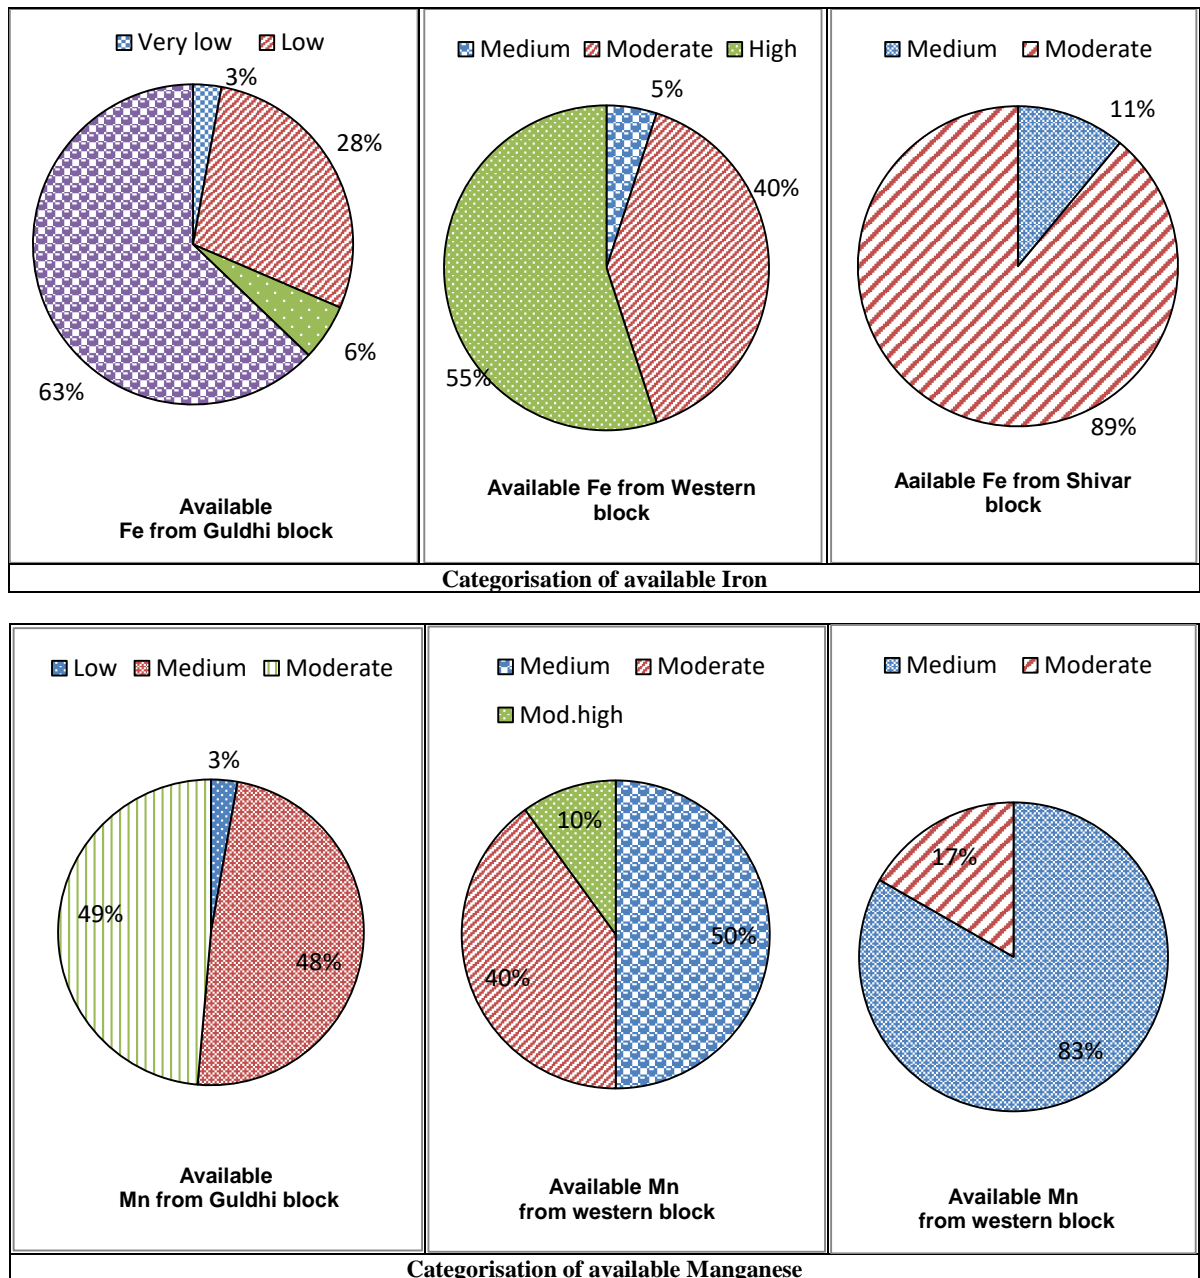 Very low Low
3%
28%
6%
63%
Available
Fe from Guldhi block
Medium Moderate High
5%
40%
55%
Available Fe from Western
block
Medium Moderate
11%
89%
Aailable Fe from Shivar
block
Categorisation of available Iron
Low Medium Moderate
3%
48%
49%
Available
Mn from Guldhi block
Medium Moderate
Mod.high
10%
50%
40%
Available Mn
from western block
Medium Moderate
17%
83%
Available Mn
from western block
Categorisation of available Manganese